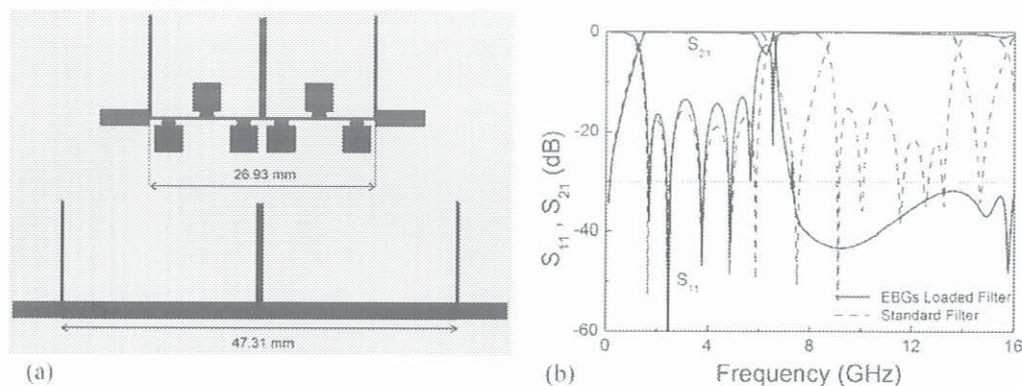 26.93 mm
47.31 mm
(a)
0
-20
-40
-60
S11 , S21 (dB)
S21
S11
EBGs Loaded Filter
Standard Filter
0 4 8 12 16
Frequency (GHz)
(b)